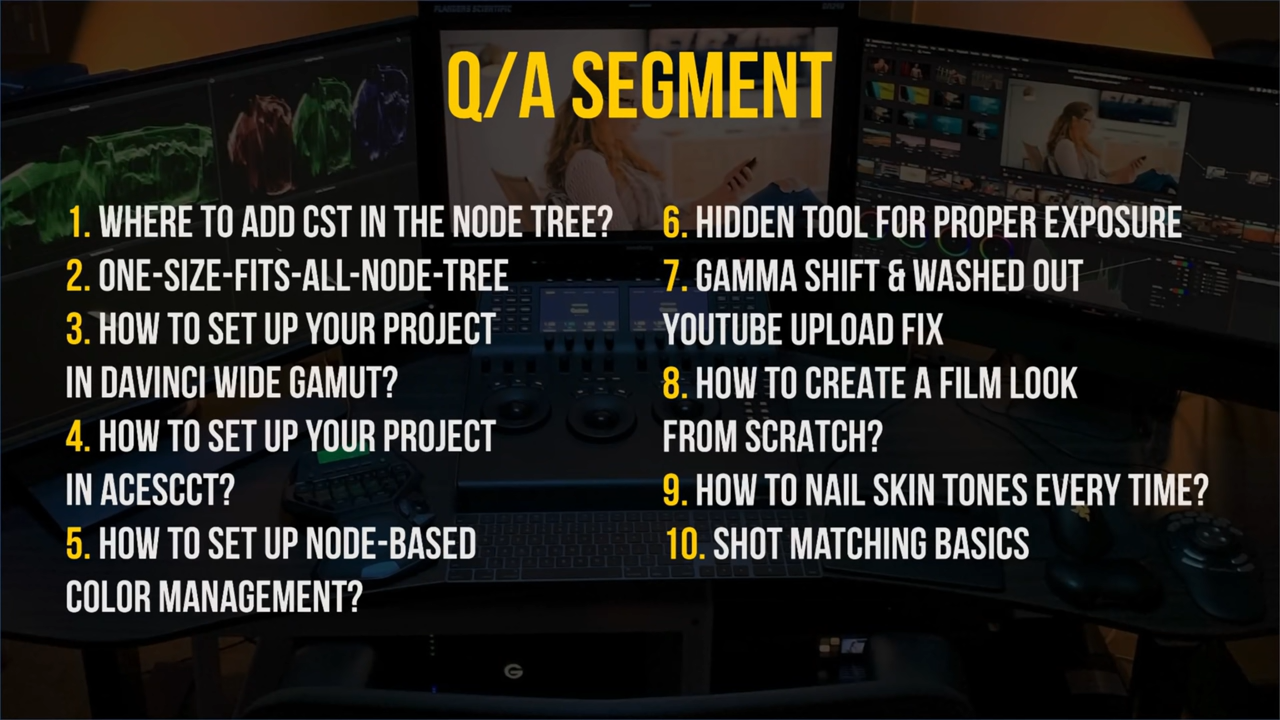 Q/A SEGMENT
1. WHERE TO ADD CST IN THE NODE TREE?
2. ONE-SIZE-FITS-ALL-NODE-TREE
3. HOW TO SET UP YOUR PROJECT
IN DAVINCI WIDE GAMUT?
4. HOW TO SET UP YOUR PROJECT
IN ACESCCT?
5. HOW TO SET UP NODE-BASED
COLOR MANAGEMENT?
6. HIDDEN TOOL FOR PROPER EXPOSURE
7. GAMMA SHIFT & WASHED OUT
YOUTUBE UPLOAD FIX
8. HOW TO CREATE A FILM LOOK
FROM SCRATCH?
9. HOW TO NAIL SKIN TONES EVERY TIME?
10. SHOT MATCHING BASICS